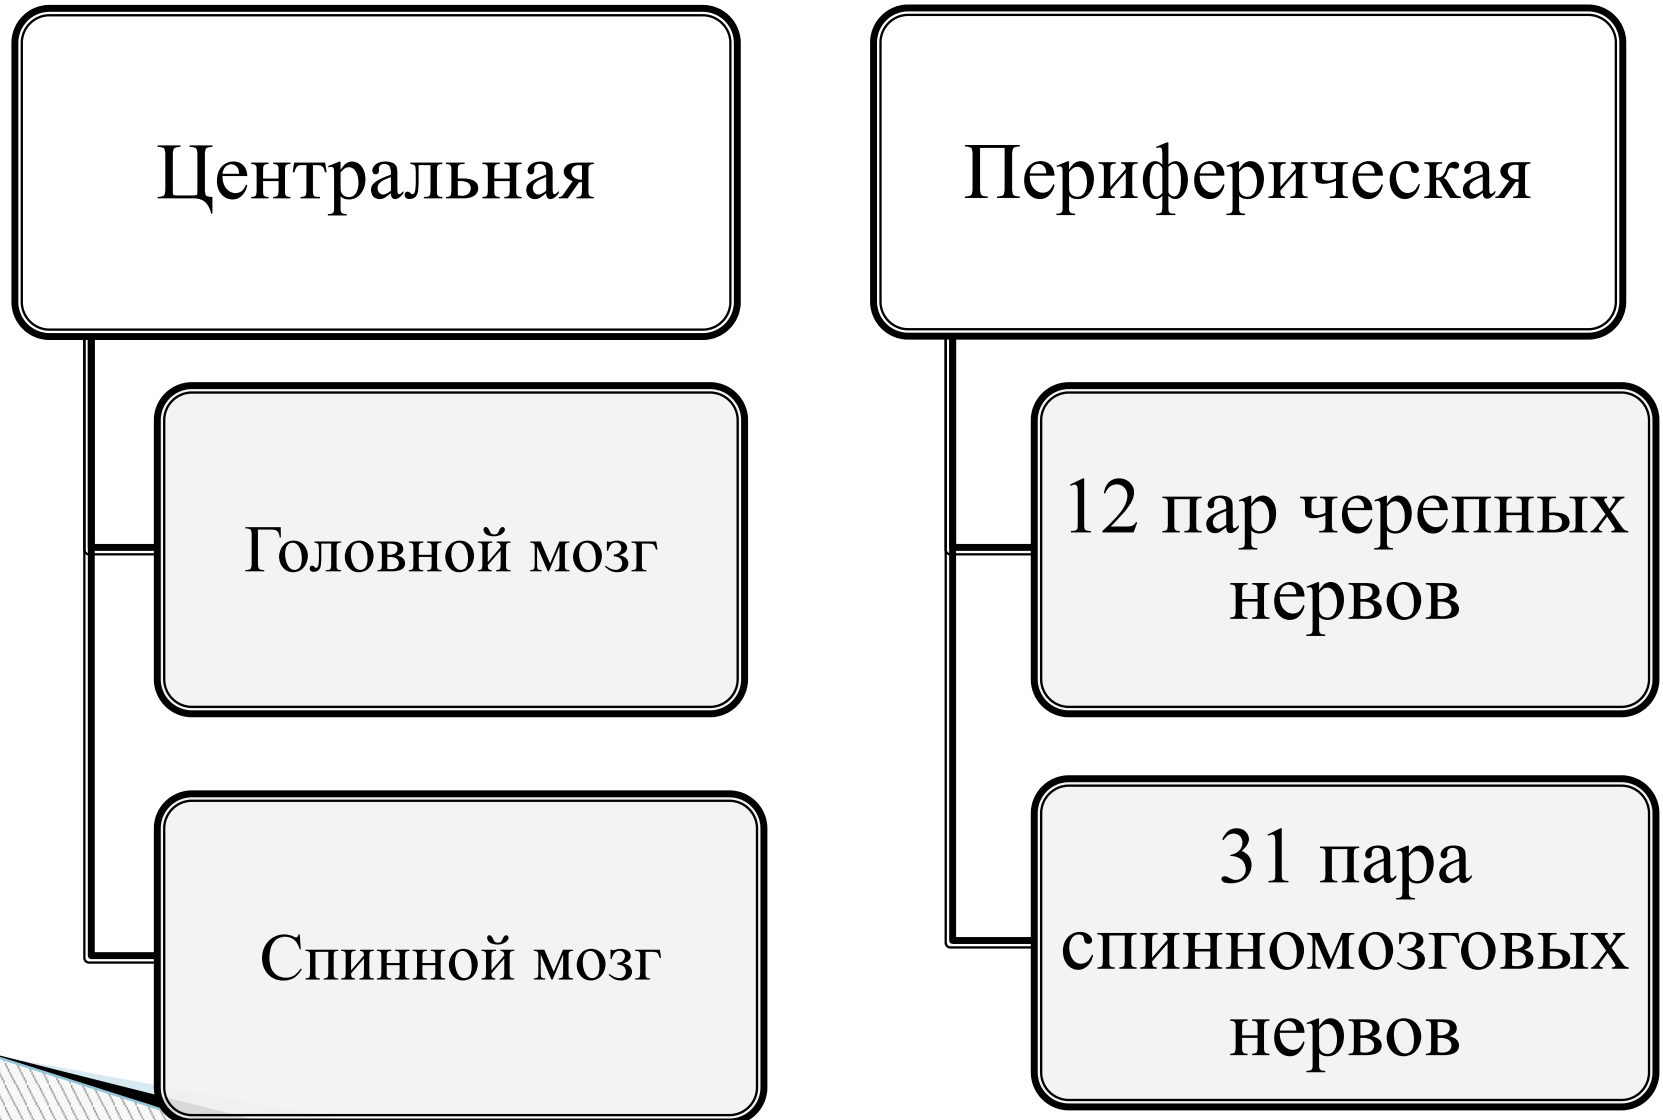 Центральная
Головной мозг
Спинной мозг
Периферическая
12 пар черепных
нервов
31 пара
спинномозговых
нервов